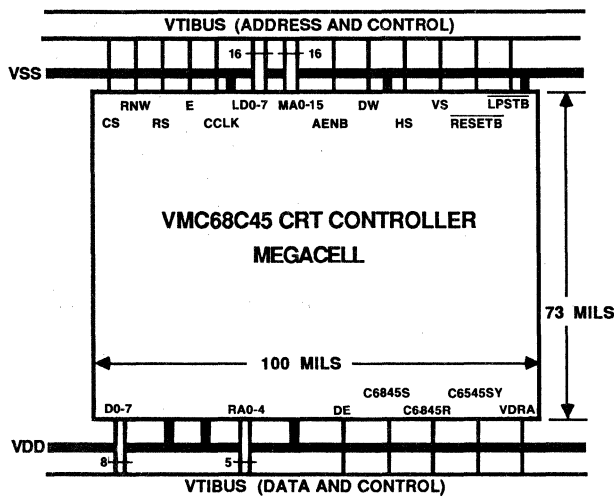 VTIBUS (ADDRESS AND CONTROL)
16 16
VSS
RNW E LD0-7 MA0-15 DW VS LPSTB
CS RS CCLK AENB HS RESETB
VMC68C45 CRT CONTROLLER
MEGACELL
73 MILS
100 MILS
C6845S C6545SY
D0-7 RA0-4 DE C6845R VDRA
VDD
8 5
VTIBUS (DATA AND CONTROL)